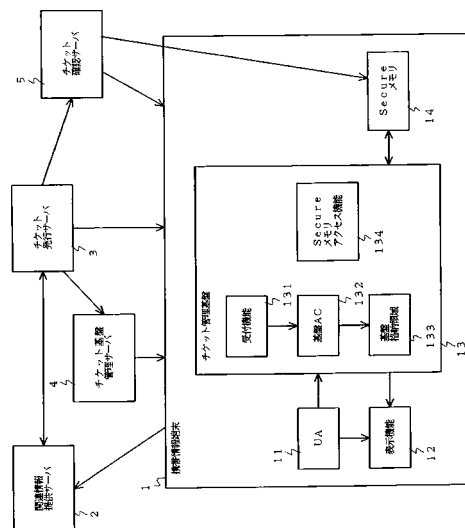 関連情報
提供サーバ
2
チケット基盤
管理サーバ
4
チケット
発行サーバ
3
チケット
確認サーバ
5
携帯情報端末
1
UA
11
表示機能
12
チケット管理基盤
13
受付機能
131
基盤AC
132
基盤
格納領域
133
Secure
メモリ
アクセス機能
134
Secure
メモリ
14